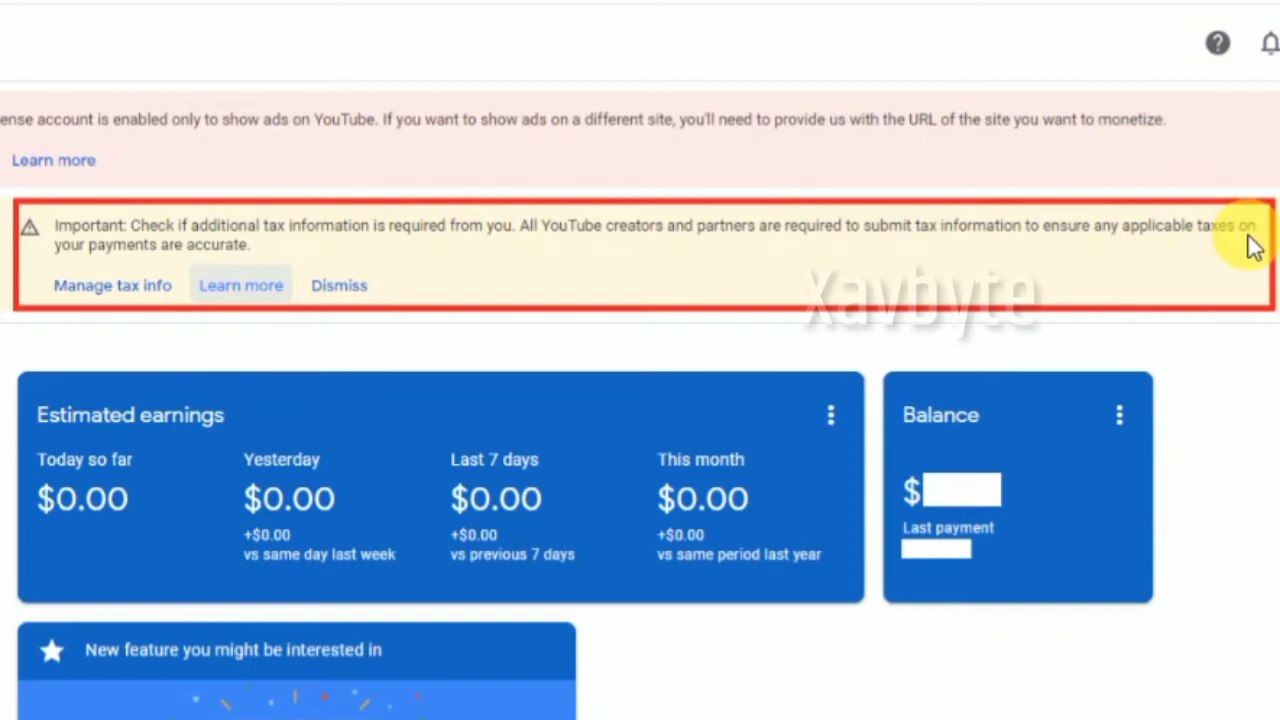 ense account is enabled only to show ads on YouTube. If you want to show ads on a different site, you'll need to provide us with the URL of the site you want to monetize.
Learn more
Important: Check if additional tax information is required from you. All YouTube creators and partners are required to submit tax information to ensure any applicable taxes on
your payments are accurate.
Manage tax info Learn more Dismiss
Xavbyte
Estimated earnings
Today so far Yesterday Last 7 days This month
$0.00 $0.00 $0.00 $0.00
+$0.00 +$0.00 +$0.00
vs same day last week vs previous 7 days vs same period last year
Balance
$
Last payment
New feature you might be interested in